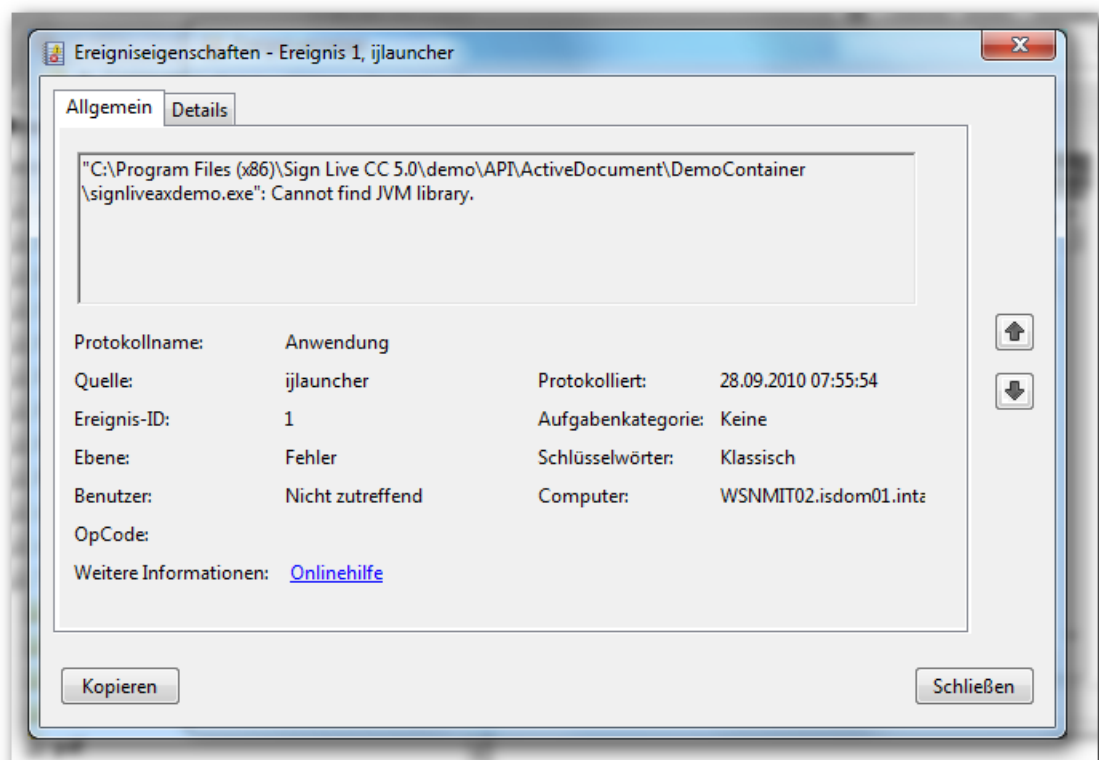 Ereigniseigenschaften - Ereignis 1, ijlauncher
Allgemein Details
"C:\Program Files (x86)\Sign Live CC 5.0\demo\API\ActiveDocument\DemoContainer
\signliveaxdemo.exe": Cannot find JVM library.
Protokollname: Anwendung
Quelle: ijlauncher Protokolliert: 28.09.2010 07:55:54
Ereignis-ID: 1 Aufgabenkategorie: Keine
Ebene: Fehler Schlüsselwörter: Klassisch
Benutzer: Nicht zutreffend Computer: WSNMIT02.isdom01.inta
OpCode:
Weitere Informationen: Onlinehilfe
Kopieren Schließen